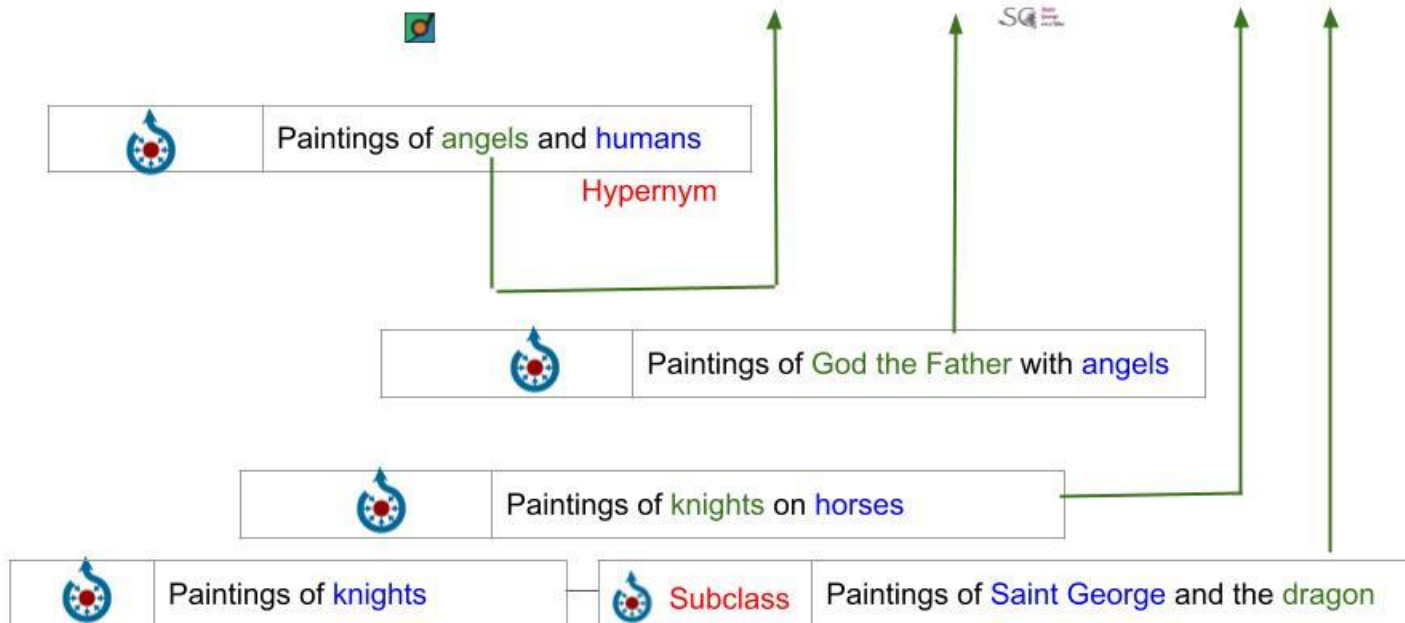 SG
Paintings of angels and humans
Hypernym
Paintings of God the Father with angels
Paintings of knights on horses
Paintings of knights
Subclass
Paintings of Saint George and the dragon